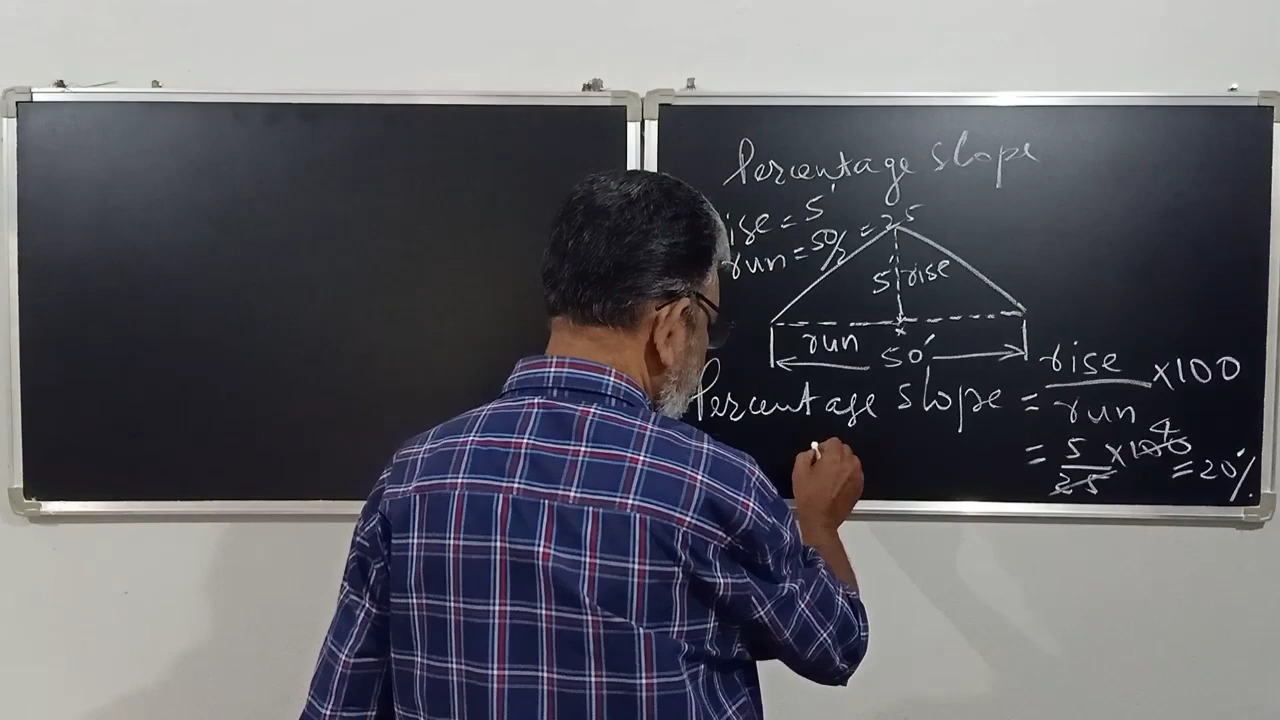 Percentage slope
rise = 5'
run = 50/2 = 25
5' rise
run
50'
Percentage slope = rise/run ×100
= 5/25 ×100 4 = 20%